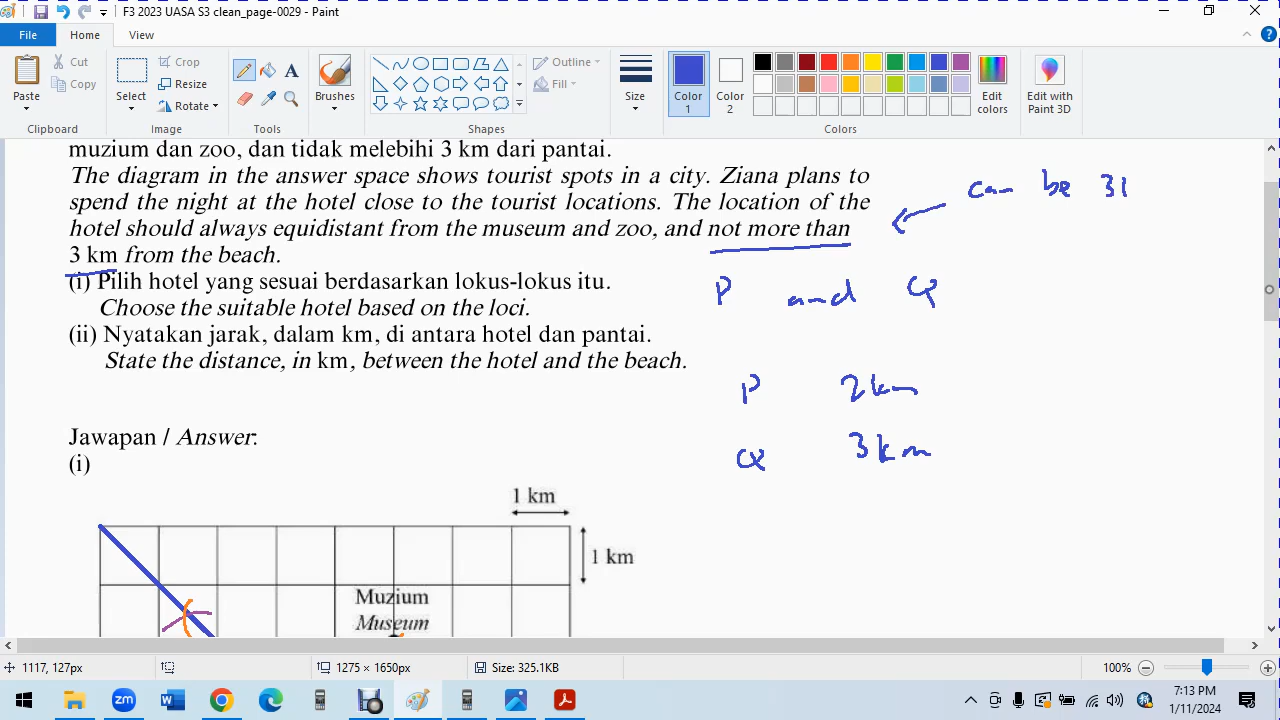 F3 2023 UASA S3 clean_page-0029 - Paint
File Home View
Paste Cut Copy
Clipboard
Select Crop Resize Rotate
Image
A
Tools
Brushes
Shapes
Outline Fill
Size
Color 1 Color 2
Colors
Edit colors
Edit with Paint 3D
muzium dan zoo, dan tidak melebihi 3 km dari pantai.
The diagram in the answer space shows tourist spots in a city. Ziana plans to
spend the night at the hotel close to the tourist locations. The location of the
hotel should always equidistant from the museum and zoo, and not more than
3 km from the beach.
can be 3
(i) Pilih hotel yang sesuai berdasarkan lokus-lokus itu.
Choose the suitable hotel based on the loci.
P and Q
(ii) Nyatakan jarak, dalam km, di antara hotel dan pantai.
State the distance, in km, between the hotel and the beach.
P 2km
Q 3km
Jawapan / Answer:
(i)
1 km
1 km
Muzium
Museum
1117, 127px
1275 × 1650px
Size: 325.1KB
100%
zm W
7:13 PM
1/11/2024